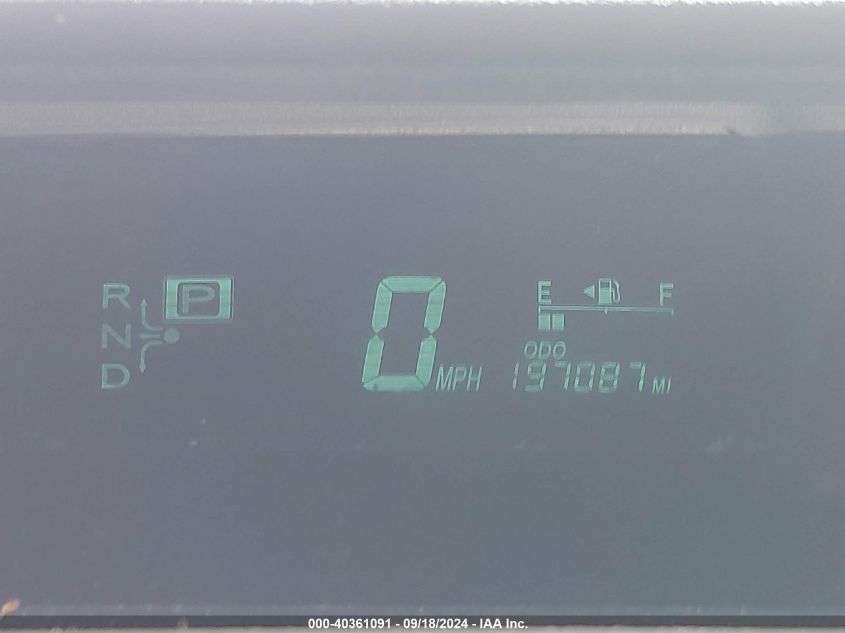 R P
N
D
0 MPH
E F
ODO
197087 MI
000-40361091 - 09/18/2024 - IAA Inc.